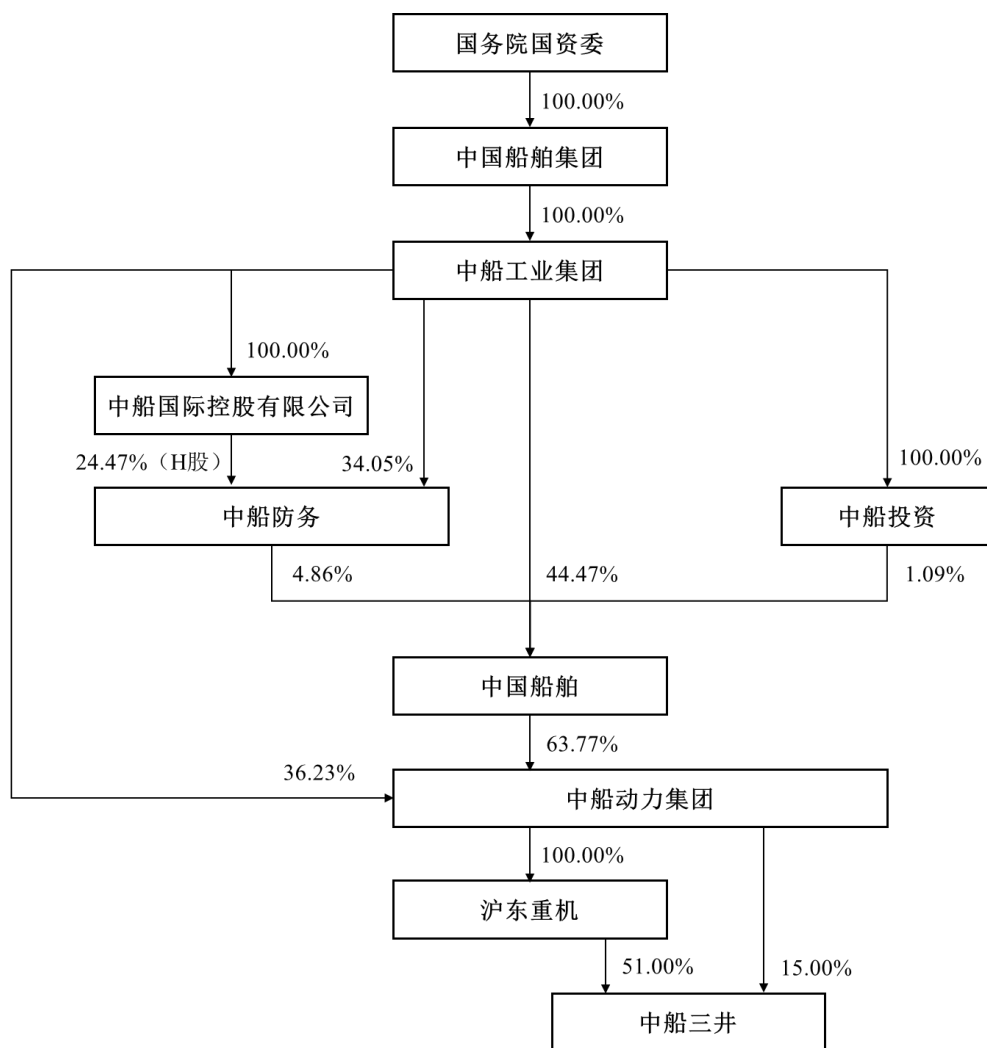 国务院国资委
100.00%
中国船舶集团
100.00%
中船工业集团
100.00%
中船国际控股有限公司
24.47%（H股）
34.05%
100.00%
中船防务
中船投资
4.86%
44.47%
1.09%
中国船舶
63.77%
36.23%
中船动力集团
100.00%
沪东重机
51.00%
15.00%
中船三井